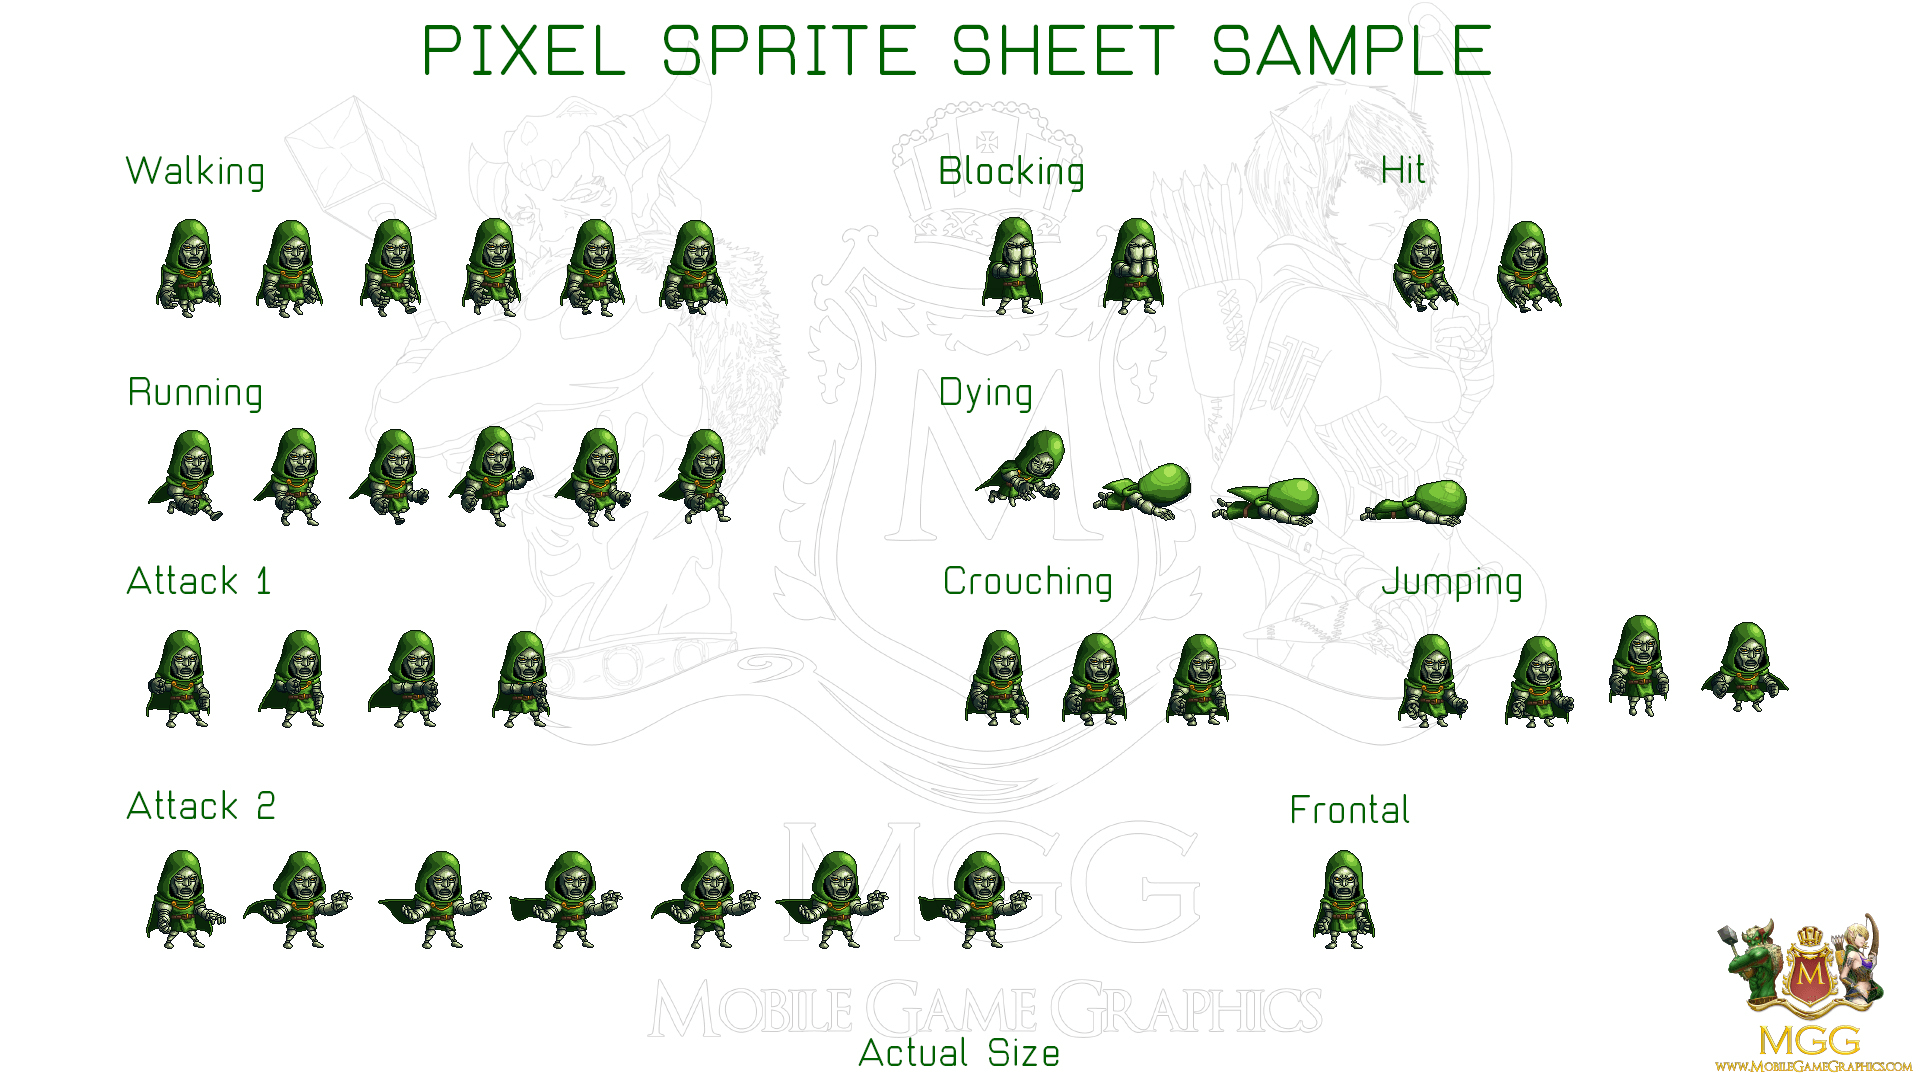 PIXEL SPRITE SHEET SAMPLE
Walking
Blocking
Hit
Running
Dying
M
Attack 1
Crouching
Jumping
Attack 2
Frontal
MGG
MOBILE GAME GRAPHICS
Actual Size
M
MGG
WWW.MOBILEGAMEGRAPHICS.COM